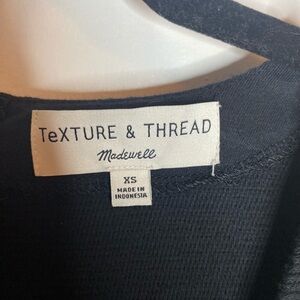 TeXTURE & THREAD
Madewell
XS
MADE IN
INDONESIA